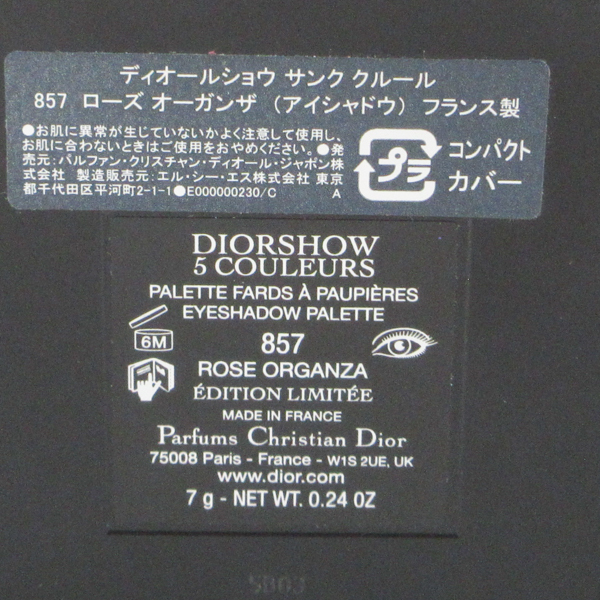 ディオールショウ サンク クルール
857 ローズ オーガンザ （アイシャドウ） フランス製
●お肌に異常が生じていないかよく注意して使用し、
お肌に合わないときはご使用をおやめください。●発
売元：パルファン・クリスチャン・ディオール・ジャポン株
式会社 製造販売元：エル・シー・エス株式会社 東京
都千代田区平河町2-1-1●E000000230/C A
プラ
コンパクト
カバー
DIORSHOW
5 COULEURS
PALETTE FARDS À PAUPIÈRES
EYESHADOW PALETTE
6M
857
ROSE ORGANZA
ÉDITION LIMITÉE
MADE IN FRANCE
Parfums Christian Dior
75008 Paris - France - W1S 2UE, UK
www.dior.com
7 g - NET WT. 0.24 OZ